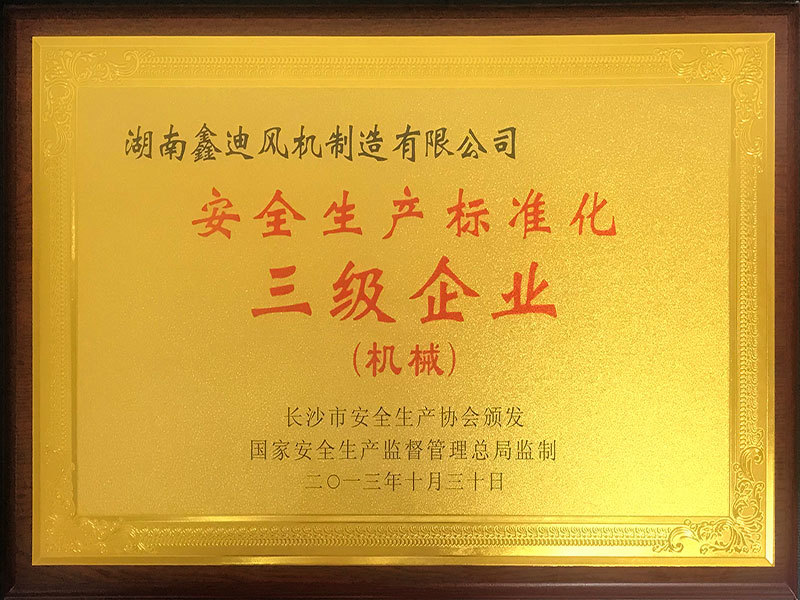 湖南鑫迪风机制造有限公司
安全生产标准化
三级企业
(机械)
长沙市安全生产协会颁发
国家安全生产监督管理总局监制
二〇一三年十月三十日